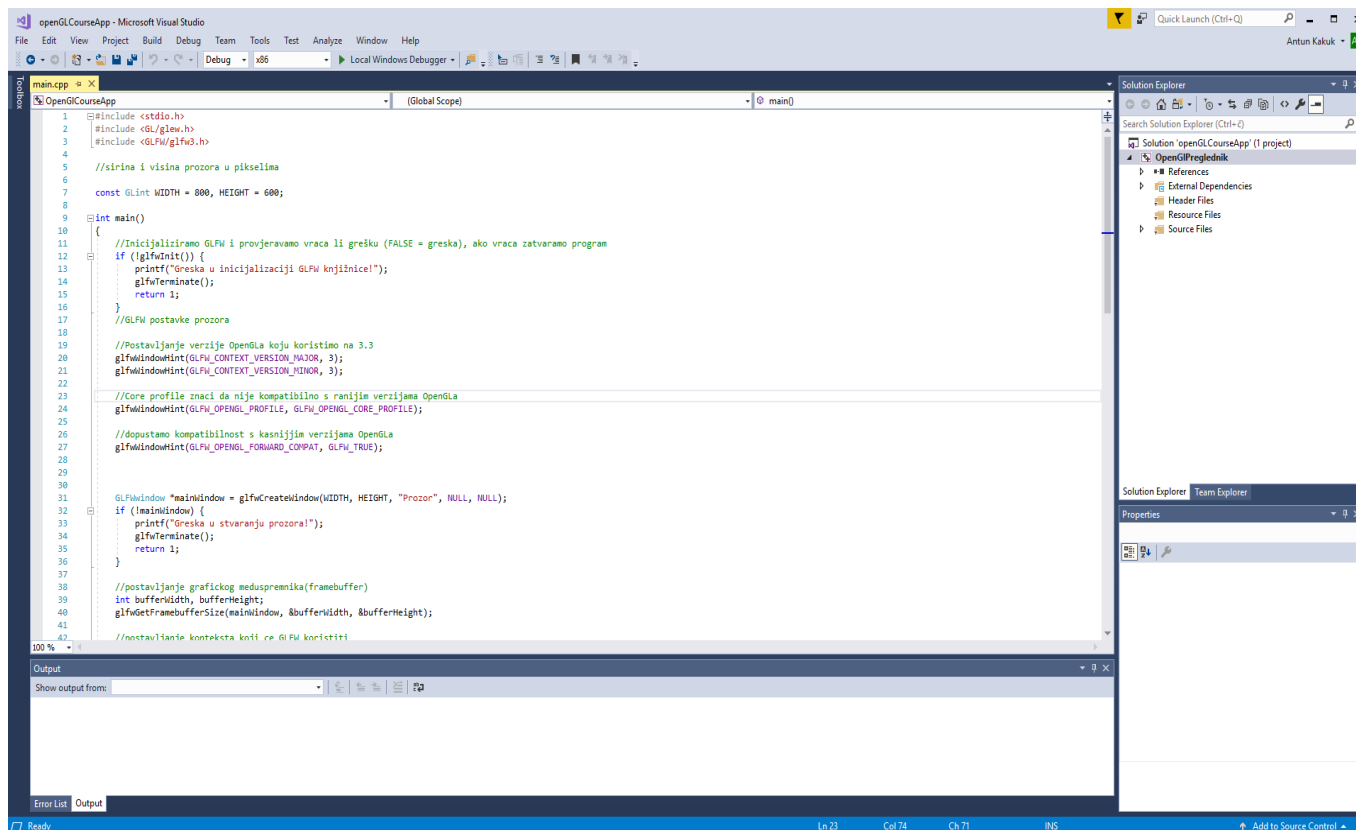 openGLCourseApp - Microsoft Visual Studio
Quick Launch (Ctrl+Q)
File Edit View Project Build Debug Team Tools Test Analyze Window Help
Antun Kakuk
Debug x86 Local Windows Debugger
Toolbox
main.cpp
OpenGlCourseApp (Global Scope) main()
1 #include <stdio.h>
2 #include <GL/glew.h>
3 #include <GLFW/glfw3.h>
4
5 //sirina i visina prozora u pikselima
6
7 const GLint WIDTH = 800, HEIGHT = 600;
8
9 int main()
10 {
11 //Inicijaliziramo GLFW i provjeravamo vraca li grešku (FALSE = greska), ako vraca zatvaramo program
12 if (!glfwInit()) {
13 printf("Greska u inicijalizaciji GLFW knjižnice!");
14 glfwTerminate();
15 return 1;
16 }
17 //GLFW postavke prozora
18
19 //Postavljanje verzije OpenGLa koju koristimo na 3.3
20 glfwWindowHint(GLFW_CONTEXT_VERSION_MAJOR, 3);
21 glfwWindowHint(GLFW_CONTEXT_VERSION_MINOR, 3);
22
23 //Core profile znaci da nije kompatibilno s ranijim verzijama OpenGLa
24 glfwWindowHint(GLFW_OPENGL_PROFILE, GLFW_OPENGL_CORE_PROFILE);
25
26 //dopustamo kompatibilnost s kasnijjim verzijama OpenGLa
27 glfwWindowHint(GLFW_OPENGL_FORWARD_COMPAT, GLFW_TRUE);
28
29
30
31 GLFWwindow *mainWindow = glfwCreateWindow(WIDTH, HEIGHT, "Prozor", NULL, NULL);
32 if (!mainWindow) {
33 printf("Greska u stvaranju prozora!");
34 glfwTerminate();
35 return 1;
36 }
37
38 //postavljanje grafickog meduspremnika(framebuffer)
39 int bufferWidth, bufferHeight;
40 glfwGetFramebufferSize(mainWindow, &bufferWidth, &bufferHeight);
41
42 //postavljanje konteksta koji ce GLFW koristiti
100 %
Output
Show output from:
Error List Output
Solution Explorer
Search Solution Explorer (Ctrl+č)
Solution 'openGLCourseApp' (1 project)
OpenGlPreglednik
References
External Dependencies
Header Files
Resource Files
Source Files
Solution Explorer Team Explorer
Properties
Ready Ln 23 Col 74 Ch 71 INS Add to Source Control